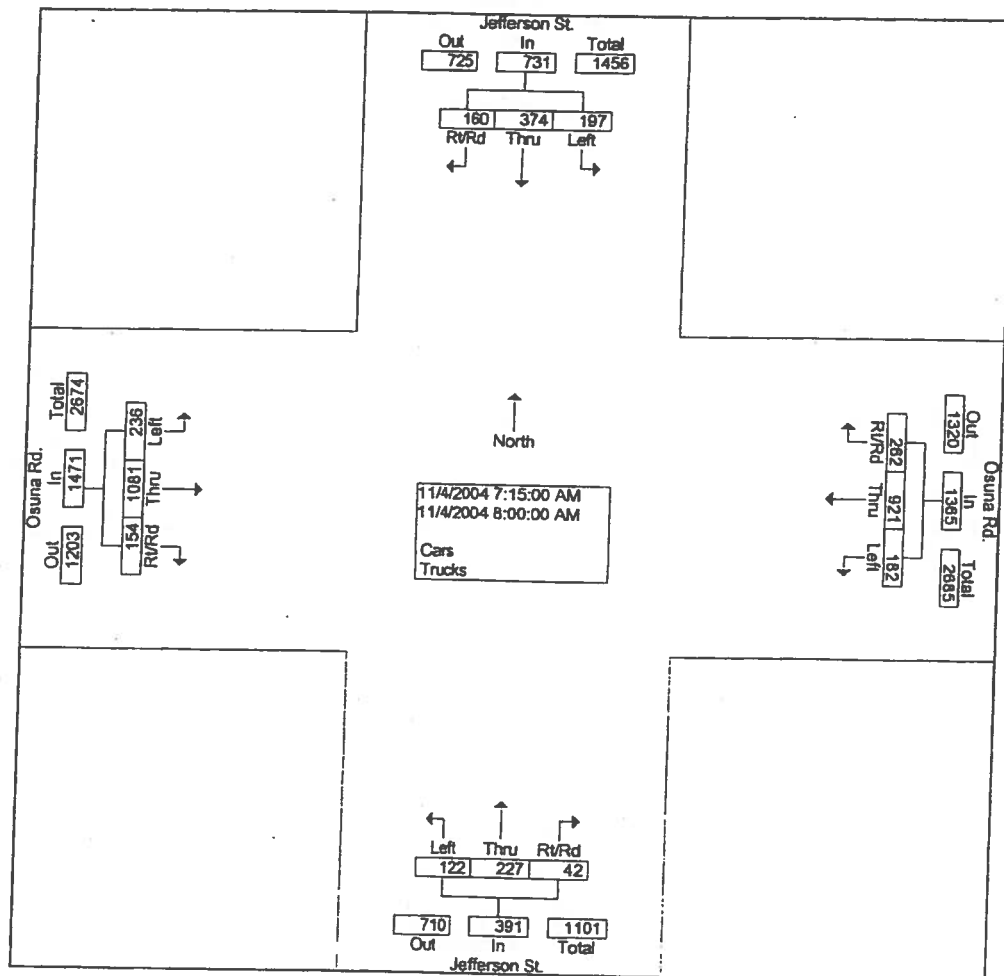 Jefferson St.
Out In Total
725 731 1456
160 374 197
Rt/Rd Thru Left
Osuna Rd.
Total In Out
2674 1471 1203
236 1081 154
Left Thru Rt/Rd
North
11/4/2004 7:15:00 AM
11/4/2004 8:00:00 AM
Cars
Trucks
Out In Total
1320 1365 2685
262 921 182
Rt/Rd Thru Left
Osuna Rd.
Left Thru Rt/Rd
122 227 42
710 391 1101
Out In Total
Jefferson St.